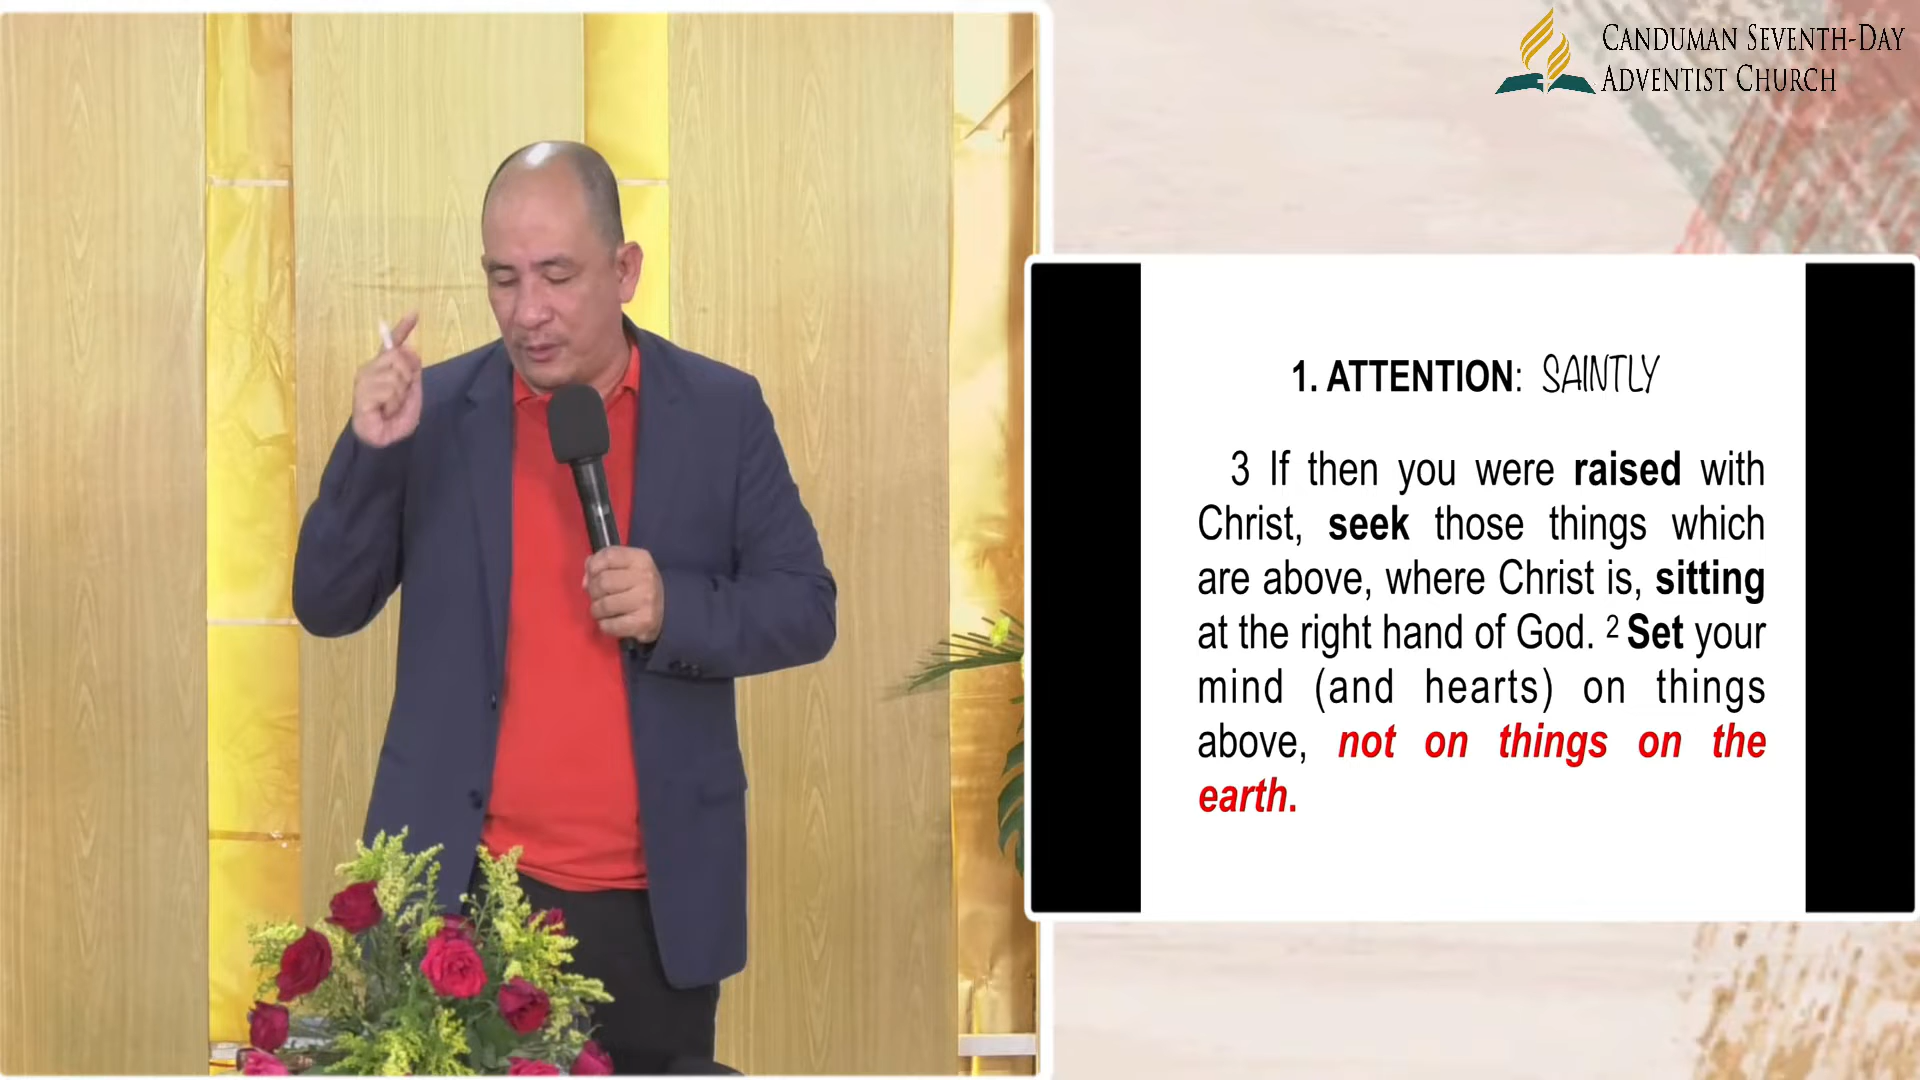 CANDUMAN SEVENTH-DAY
ADVENTIST CHURCH
1. ATTENTION: SAINTLY
3 If then you were raised with
Christ, seek those things which
are above, where Christ is, sitting
at the right hand of God. 2 Set your
mind (and hearts) on things
above, not on things on the
earth.